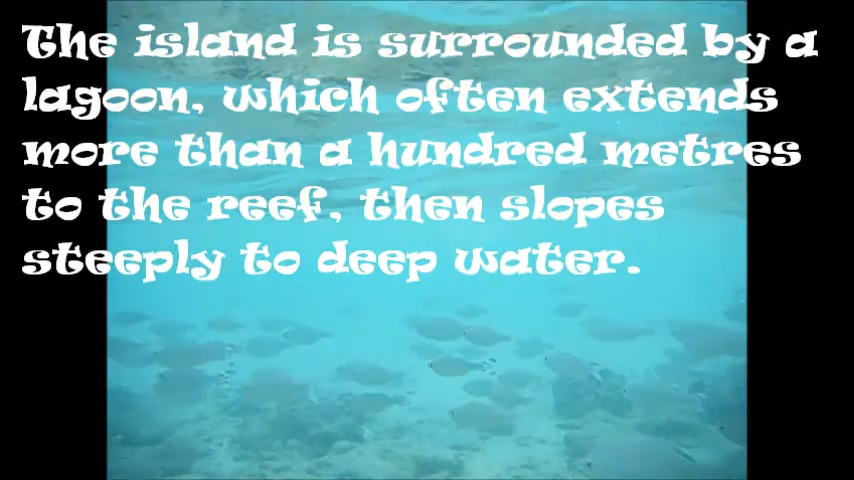 The island is surrounded by a
lagoon, which often extends
more than a hundred metres
to the reef, then slopes
steeply to deep water.